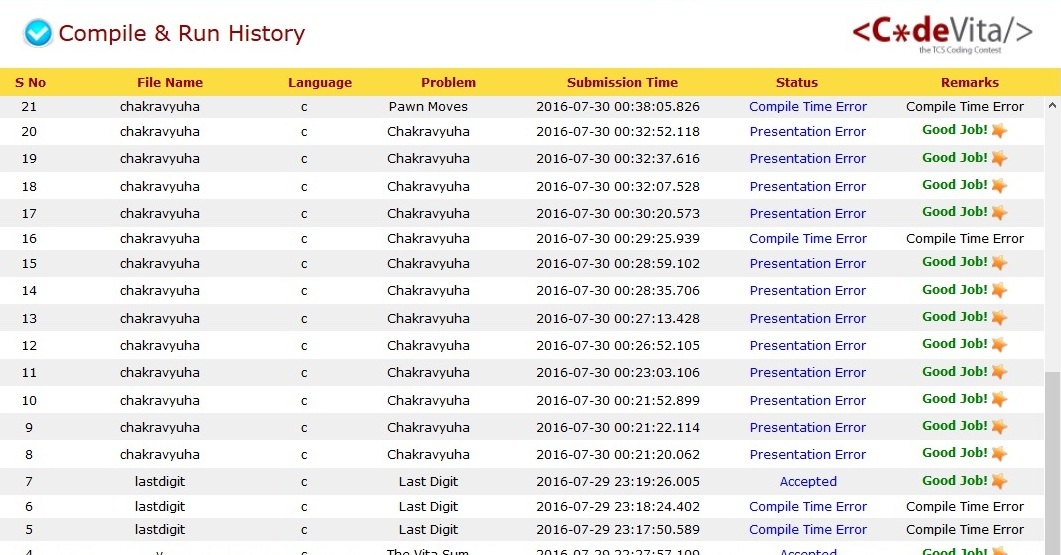 Compile & Run History
<C*deVita/>
the TCS Coding Contest
S No File Name Language Problem Submission Time Status Remarks
21 chakravyuha c Pawn Moves 2016-07-30 00:38:05.826 Compile Time Error Compile Time Error
20 chakravyuha c Chakravyuha 2016-07-30 00:32:52.118 Presentation Error Good Job!
19 chakravyuha c Chakravyuha 2016-07-30 00:32:37.616 Presentation Error Good Job!
18 chakravyuha c Chakravyuha 2016-07-30 00:32:07.528 Presentation Error Good Job!
17 chakravyuha c Chakravyuha 2016-07-30 00:30:20.573 Presentation Error Good Job!
16 chakravyuha c Chakravyuha 2016-07-30 00:29:25.939 Compile Time Error Compile Time Error
15 chakravyuha c Chakravyuha 2016-07-30 00:28:59.102 Presentation Error Good Job!
14 chakravyuha c Chakravyuha 2016-07-30 00:28:35.706 Presentation Error Good Job!
13 chakravyuha c Chakravyuha 2016-07-30 00:27:13.428 Presentation Error Good Job!
12 chakravyuha c Chakravyuha 2016-07-30 00:26:52.105 Presentation Error Good Job!
11 chakravyuha c Chakravyuha 2016-07-30 00:23:03.106 Presentation Error Good Job!
10 chakravyuha c Chakravyuha 2016-07-30 00:21:52.899 Presentation Error Good Job!
9 chakravyuha c Chakravyuha 2016-07-30 00:21:22.114 Presentation Error Good Job!
8 chakravyuha c Chakravyuha 2016-07-30 00:21:20.062 Presentation Error Good Job!
7 lastdigit c Last Digit 2016-07-29 23:19:26.005 Accepted Good Job!
6 lastdigit c Last Digit 2016-07-29 23:18:24.402 Compile Time Error Compile Time Error
5 lastdigit c Last Digit 2016-07-29 23:17:50.589 Compile Time Error Compile Time Error
4 c The Vita Sum 2016-07-29 22:27:57.109 Accepted Good Job!